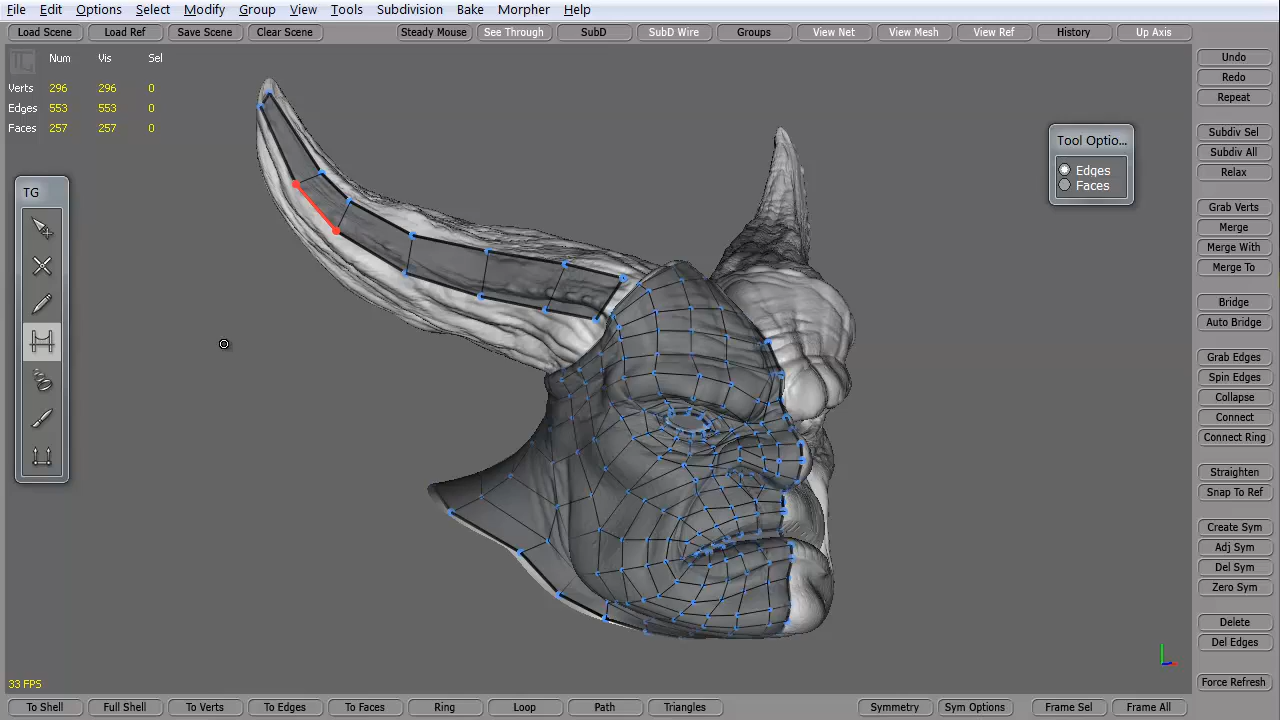 File Edit Options Select Modify Group View Tools Subdivision Bake Morpher Help
Load Scene Load Ref Save Scene Clear Scene Steady Mouse See Through SubD SubD Wire Groups View Net View Mesh View Ref History Up Axis
TG
Num Vis Sel
Verts 296 296 0
Edges 553 553 0
Faces 257 257 0
TG
Tool Optio...
Edges
Faces
Undo
Redo
Repeat
Subdiv Sel
Subdiv All
Relax
Grab Verts
Merge
Merge With
Merge To
Bridge
Auto Bridge
Grab Edges
Spin Edges
Collapse
Connect
Connect Ring
Straighten
Snap To Ref
Create Sym
Adj Sym
Del Sym
Zero Sym
Delete
Del Edges
Force Refresh
33 FPS
To Shell Full Shell To Verts To Edges To Faces Ring Loop Path Triangles Symmetry Sym Options Frame Sel Frame All